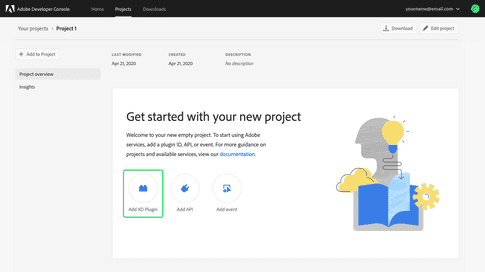 Adobe Developer Console
Home
Projects
Downloads
yourname@email.com
Your projects
Project 1
Download
Edit project
Add to Project
LAST MODIFIED
CREATED
DESCRIPTION
Apr 21, 2020
Apr 21, 2020
No description
Project overview
Insights
Get started with your new project
Welcome to your new empty project. To start using Adobe
services, add a plugin ID, API, or event. For more guidance on
projects and available services, view our documentation.
Add XD Plugin
Add API
Add event